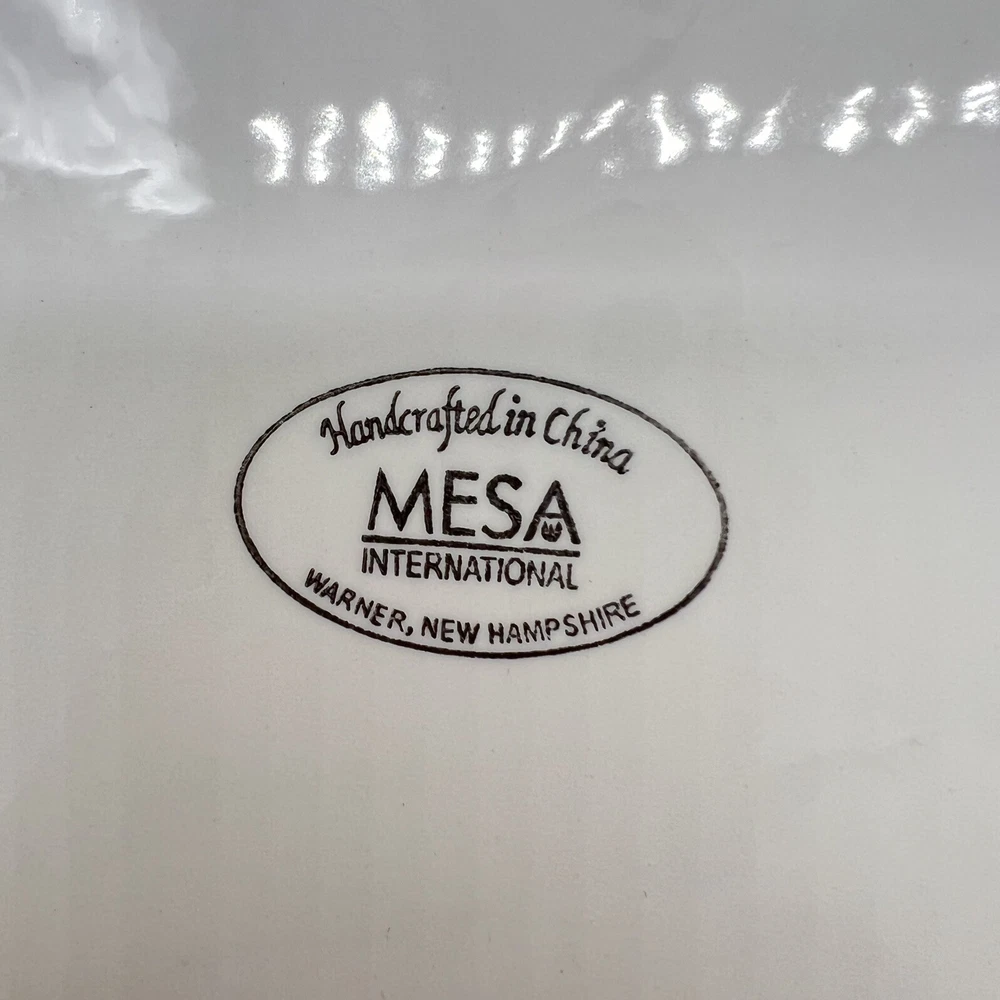 Handcrafted in China
MESA
INTERNATIONAL
WARNER, NEW HAMPSHIRE